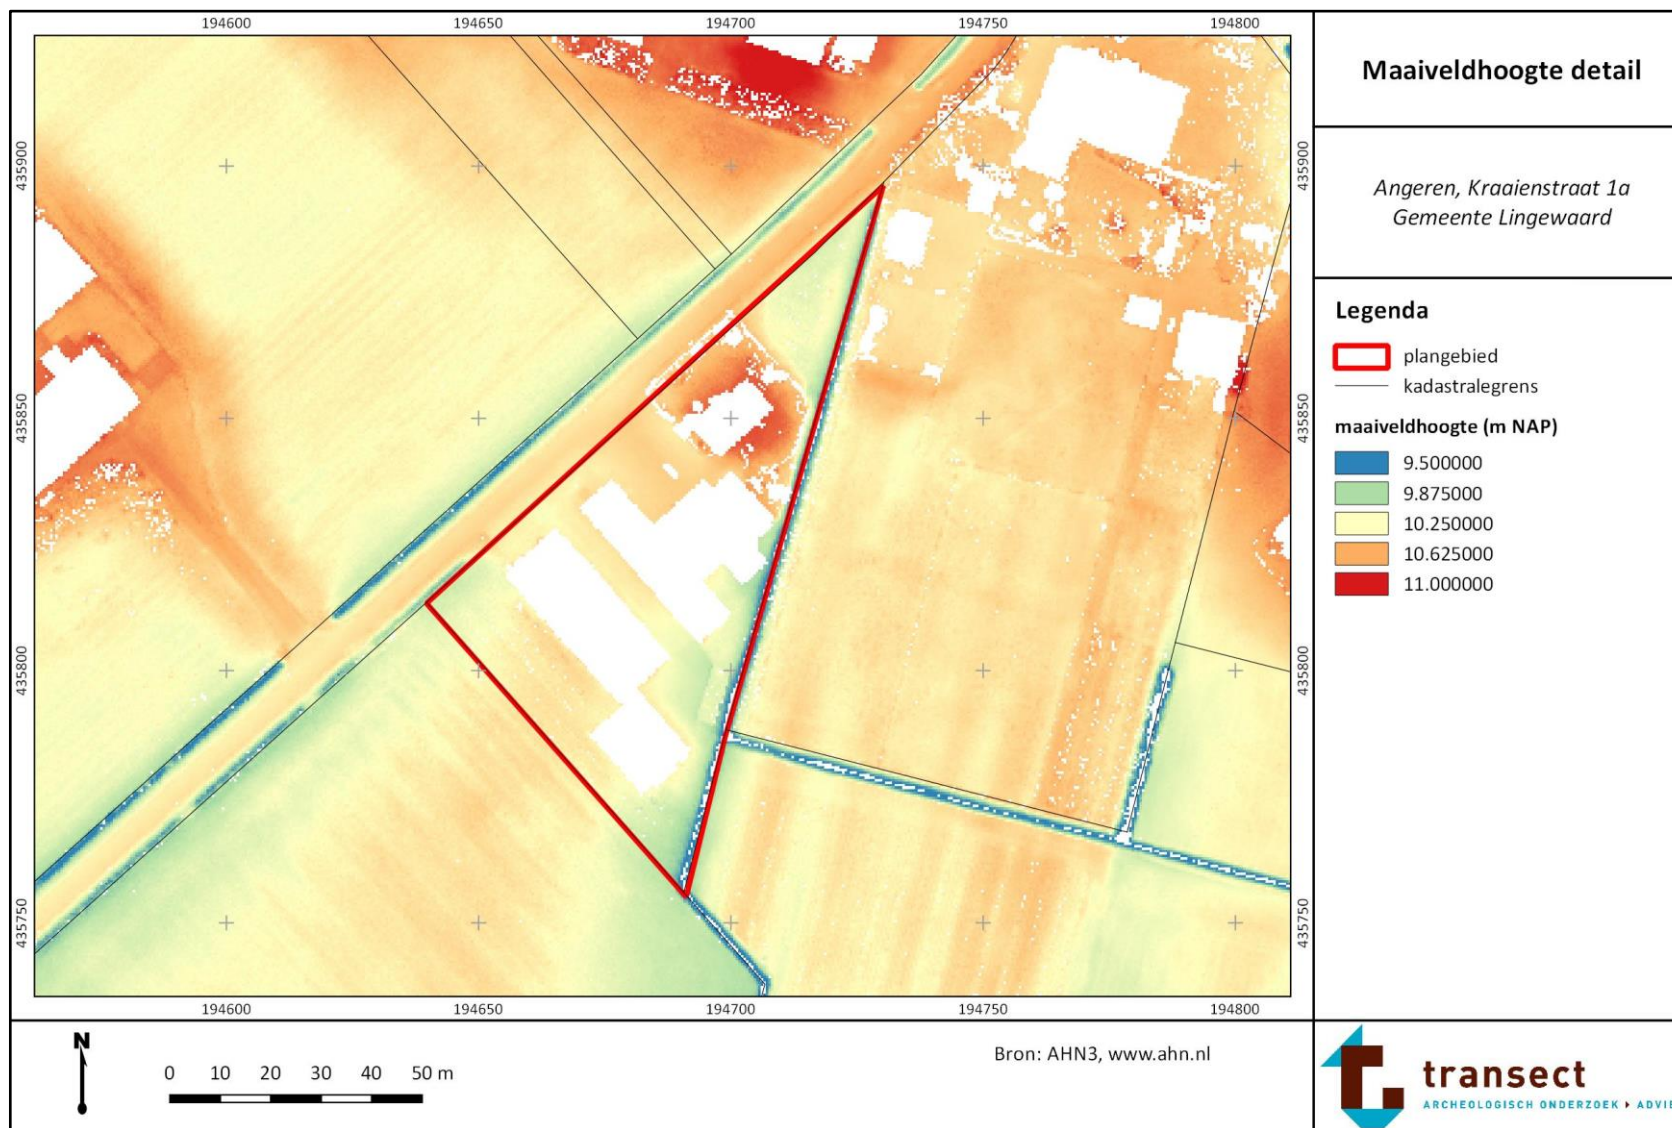 194600 194650 194700 194750 194800
435900 435900
435850 435850
435800 435800
435750 435750
194600 194650 194700 194750 194800
Maaiveldhoogte detail
Angeren, Kraaienstraat 1a
Gemeente Lingewaard
Legenda
plangebied
kadastralegrens
maaiveldhoogte (m NAP)
9.500000
9.875000
10.250000
10.625000
11.000000
N
0 10 20 30 40 50 m
Bron: AHN3, www.ahn.nl
transect
ARCHEOLOGISCH ONDERZOEK ▸ ADVIE